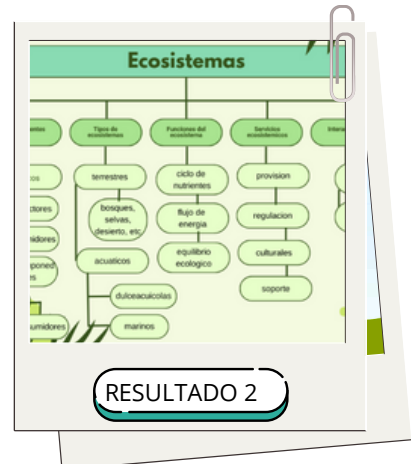 Ecosistemas
Tipos de
ecosistemas
Funciones del
ecosistema
Servicios
ecosistemicos
terrestres
bosques,
selvas,
desierto, etc
acuaticos
dulceacuicolas
marinos
ciclo de
nutrientes
flujo de
energia
equilibrio
ecologico
provision
regulacion
culturales
soporte
RESULTADO 2